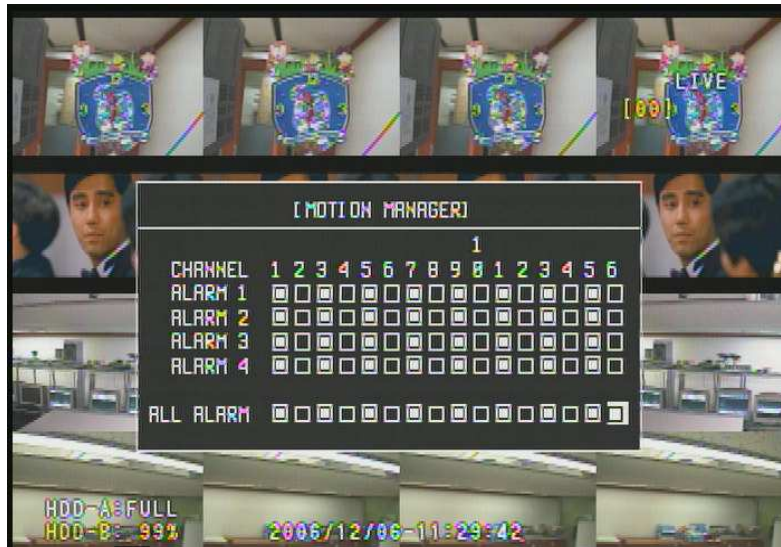 LIVE
[00]
[MOTION MANAGER]
1
CHANNEL 1 2 3 4 5 6 7 8 9 0 1 2 3 4 5 6
ALARM 1
ALARM 2
ALARM 3
ALARM 4
ALL ALARM
HDD-A:FULL
HDD-B: 99%
2006/12/06-11:29:42